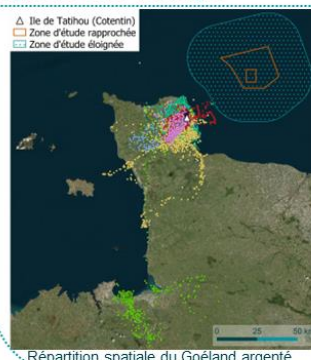 Ile de Tatihou (Cotentin)
Zone d'étude rapprochée
Zone d'étude éloignée
0 25 50 km
Répartition spatiale du Goéland argenté